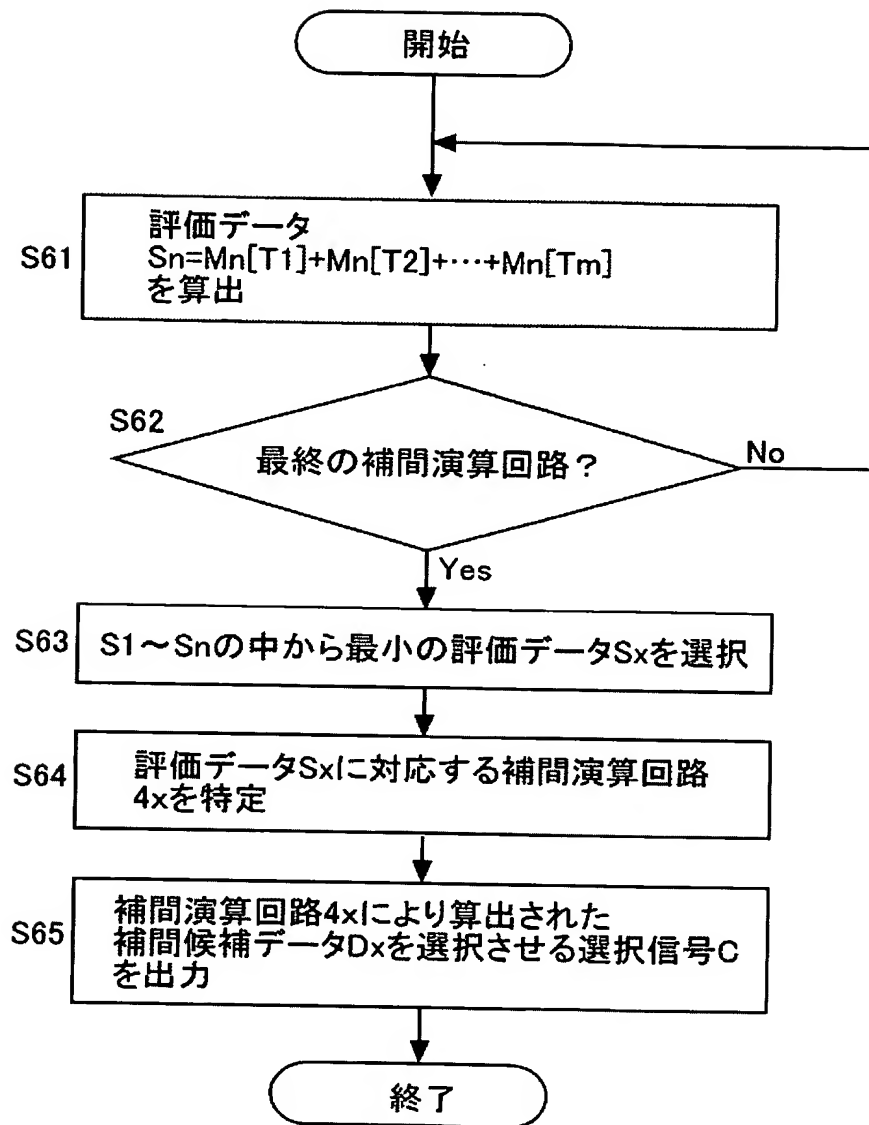 開始
S61
評価データ
Sn=Mn[T1]+Mn[T2]+…+Mn[Tm]
を算出
S62
最終の補間演算回路?
No
Yes
S63
S1～Snの中から最小の評価データSxを選択
S64
評価データSxに対応する補間演算回路
4xを特定
S65
補間演算回路4xにより算出された
補間候補データDxを選択させる選択信号C
を出力
終了